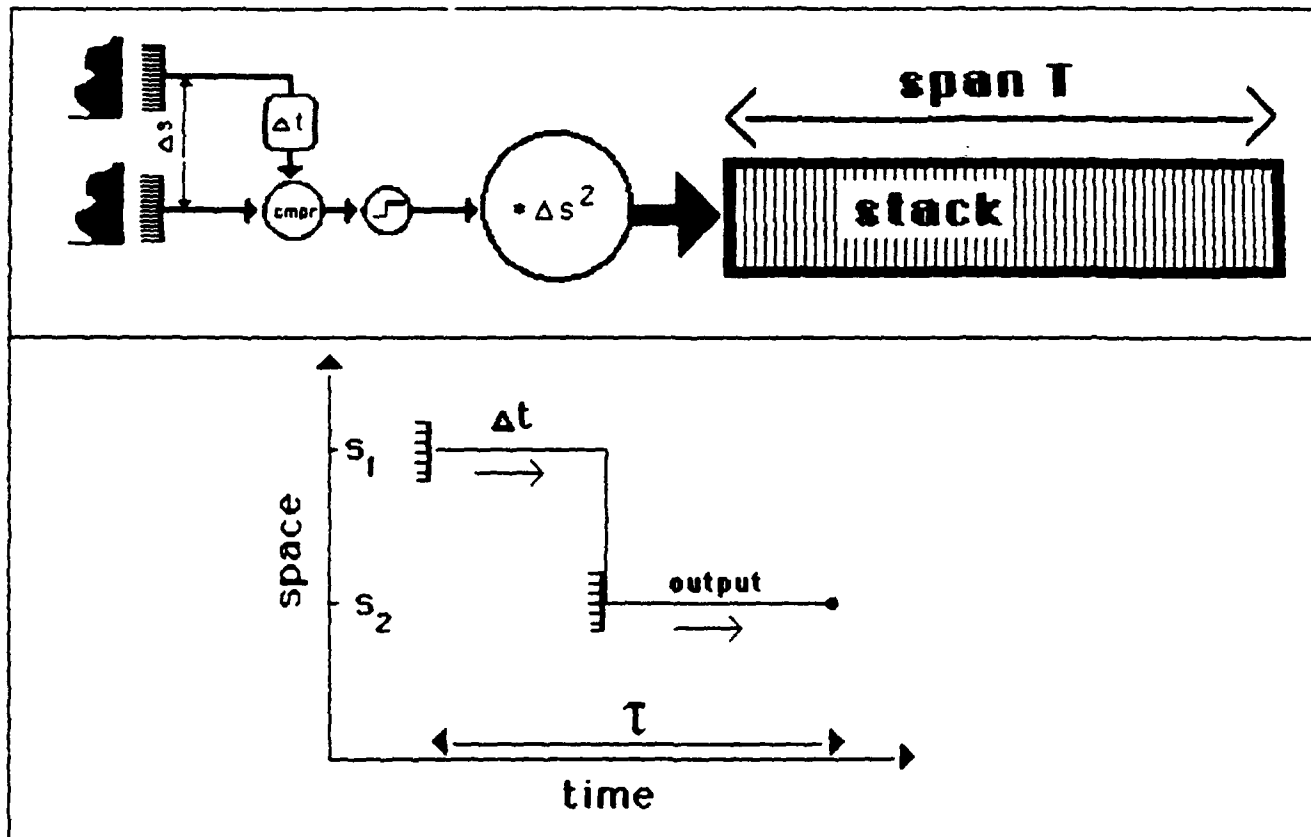 span T
Δs
Δt
cmpr
* Δs²
stack
Δt
S₁
space
S₂
output
τ
time